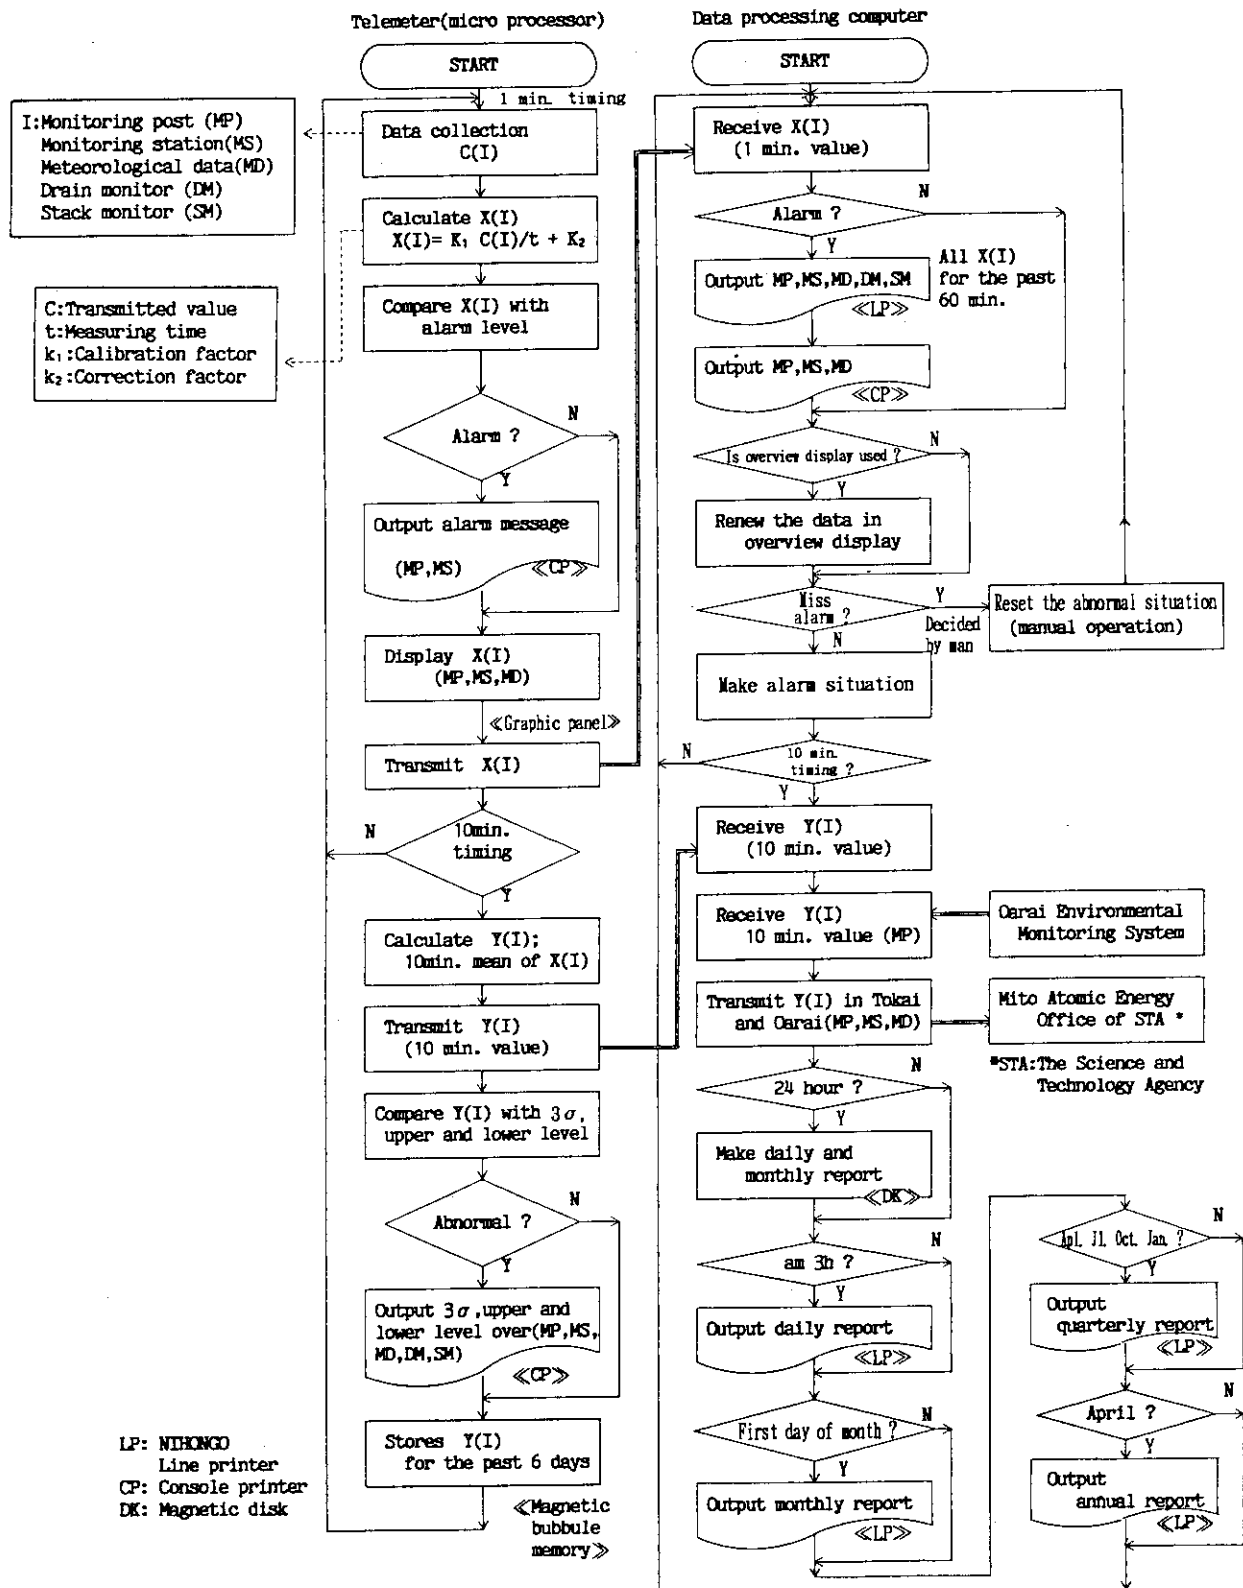 Telemeter(micro processor)
START
1 min. timing
I:Monitoring post (MP)
Monitoring station(MS)
Meteorological data(MD)
Drain monitor (DM)
Stack monitor (SM)
Data collection
C(I)
Calculate X(I)
X(I)= K₁ C(I)/t + K₂
C:Transmitted value
t:Measuring time
k₁:Calibration factor
k₂:Correction factor
Compare X(I) with
alarm level
Alarm ?
N
Y
Output alarm message
(MP,MS) ≪CP≫
Display X(I)
(MP,MS,MD)
≪Graphic panel≫
Transmit X(I)
10min.
timing
N
Y
Calculate Y(I);
10min. mean of X(I)
Transmit Y(I)
(10 min. value)
Compare Y(I) with 3σ,
upper and lower level
Abnormal ?
N
Y
Output 3σ,upper and
lower level over(MP,MS,
MD,DM,SM)
≪CP≫
Stores Y(I)
for the past 6 days
≪Magnetic
bubbule
memory≫
LP: NIHONGO
Line printer
CP: Console printer
DK: Magnetic disk
Data processing computer
START
Receive X(I)
(1 min. value)
Alarm ?
N
Y
Output MP,MS,MD,DM,SM
≪LP≫
All X(I)
for the past
60 min.
Output MP,MS,MD
≪CP≫
Is overview display used ?
N
Y
Renew the data in
overview display
Miss
alarm ?
Y
Decided
by man
N
Reset the abnormal situation
(manual operation)
Make alarm situation
10 min.
timing ?
N
Y
Receive Y(I)
(10 min. value)
Receive Y(I)
10 min. value (MP)
Oarai Environmental
Monitoring System
Transmit Y(I) in Tokai
and Oarai(MP,MS,MD)
Mito Atomic Energy
Office of STA *
*STA:The Science and
Technology Agency
24 hour ?
N
Y
Make daily and
monthly report
≪DK≫
am 3h ?
N
Y
Output daily report
≪LP≫
First day of month ?
N
Y
Output monthly report
≪LP≫
Apl. Jl. Oct. Jan. ?
N
Y
Output
quarterly report
≪LP≫
April ?
N
Y
Output
annual report
≪LP≫